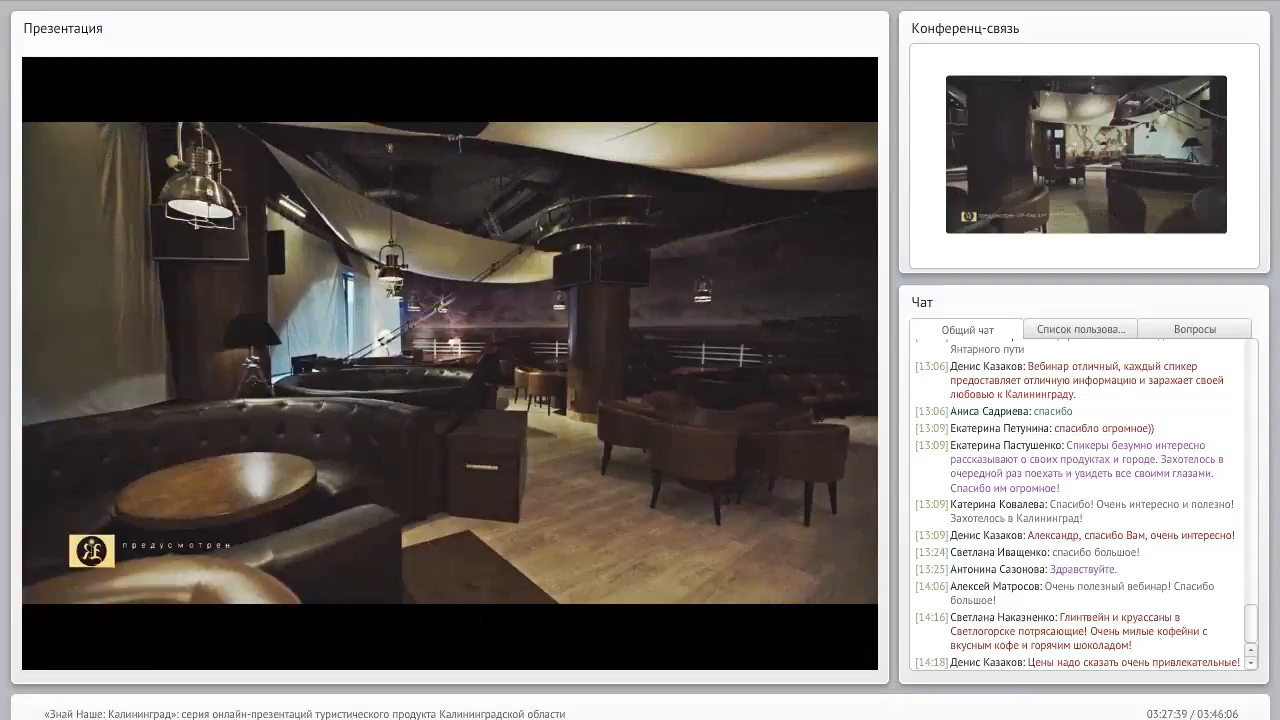 Презентация
предусмотрен
Конференц-связь
Чат
Общий чат
Список пользова...
Вопросы
Янтарного пути
[13:06] Денис Казаков: Вебинар отличный, каждый спикер
предоставляет отличную информацию и заражает своей
любовью к Калининграду.
[13:06] Аниса Садриева: спасибо
[13:09] Екатерина Петунина: спасибло огромное))
[13:09] Екатерина Пастушенко: Спикеры безумно интересно
рассказывают о своих продуктах и городе. Захотелось в
очередной раз поехать и увидеть все своими глазами.
Спасибо им огромное!
[13:09] Катерина Ковалева: Спасибо! Очень интересно и полезно!
Захотелось в Калининград!
[13:09] Денис Казаков: Александр, спасибо Вам, очень интересно!
[13:24] Светлана Иващенко: спасибо большое!
[13:25] Антонина Сазонова: Здравствуйте.
[14:06] Алексей Матросов: Очень полезный вебинар! Спасибо
большое!
[14:16] Светлана Наказненко: Глинтвейн и круассаны в
Светлогорске потрясающие! Очень милые кофейни с
вкусным кофе и горячим шоколадом!
[14:18] Денис Казаков: Цены надо сказать очень привлекательные!
«Знай Наше: Калининград»: серия онлайн-презентаций туристического продукта Калининградской области
03:27:39 / 03:46:06